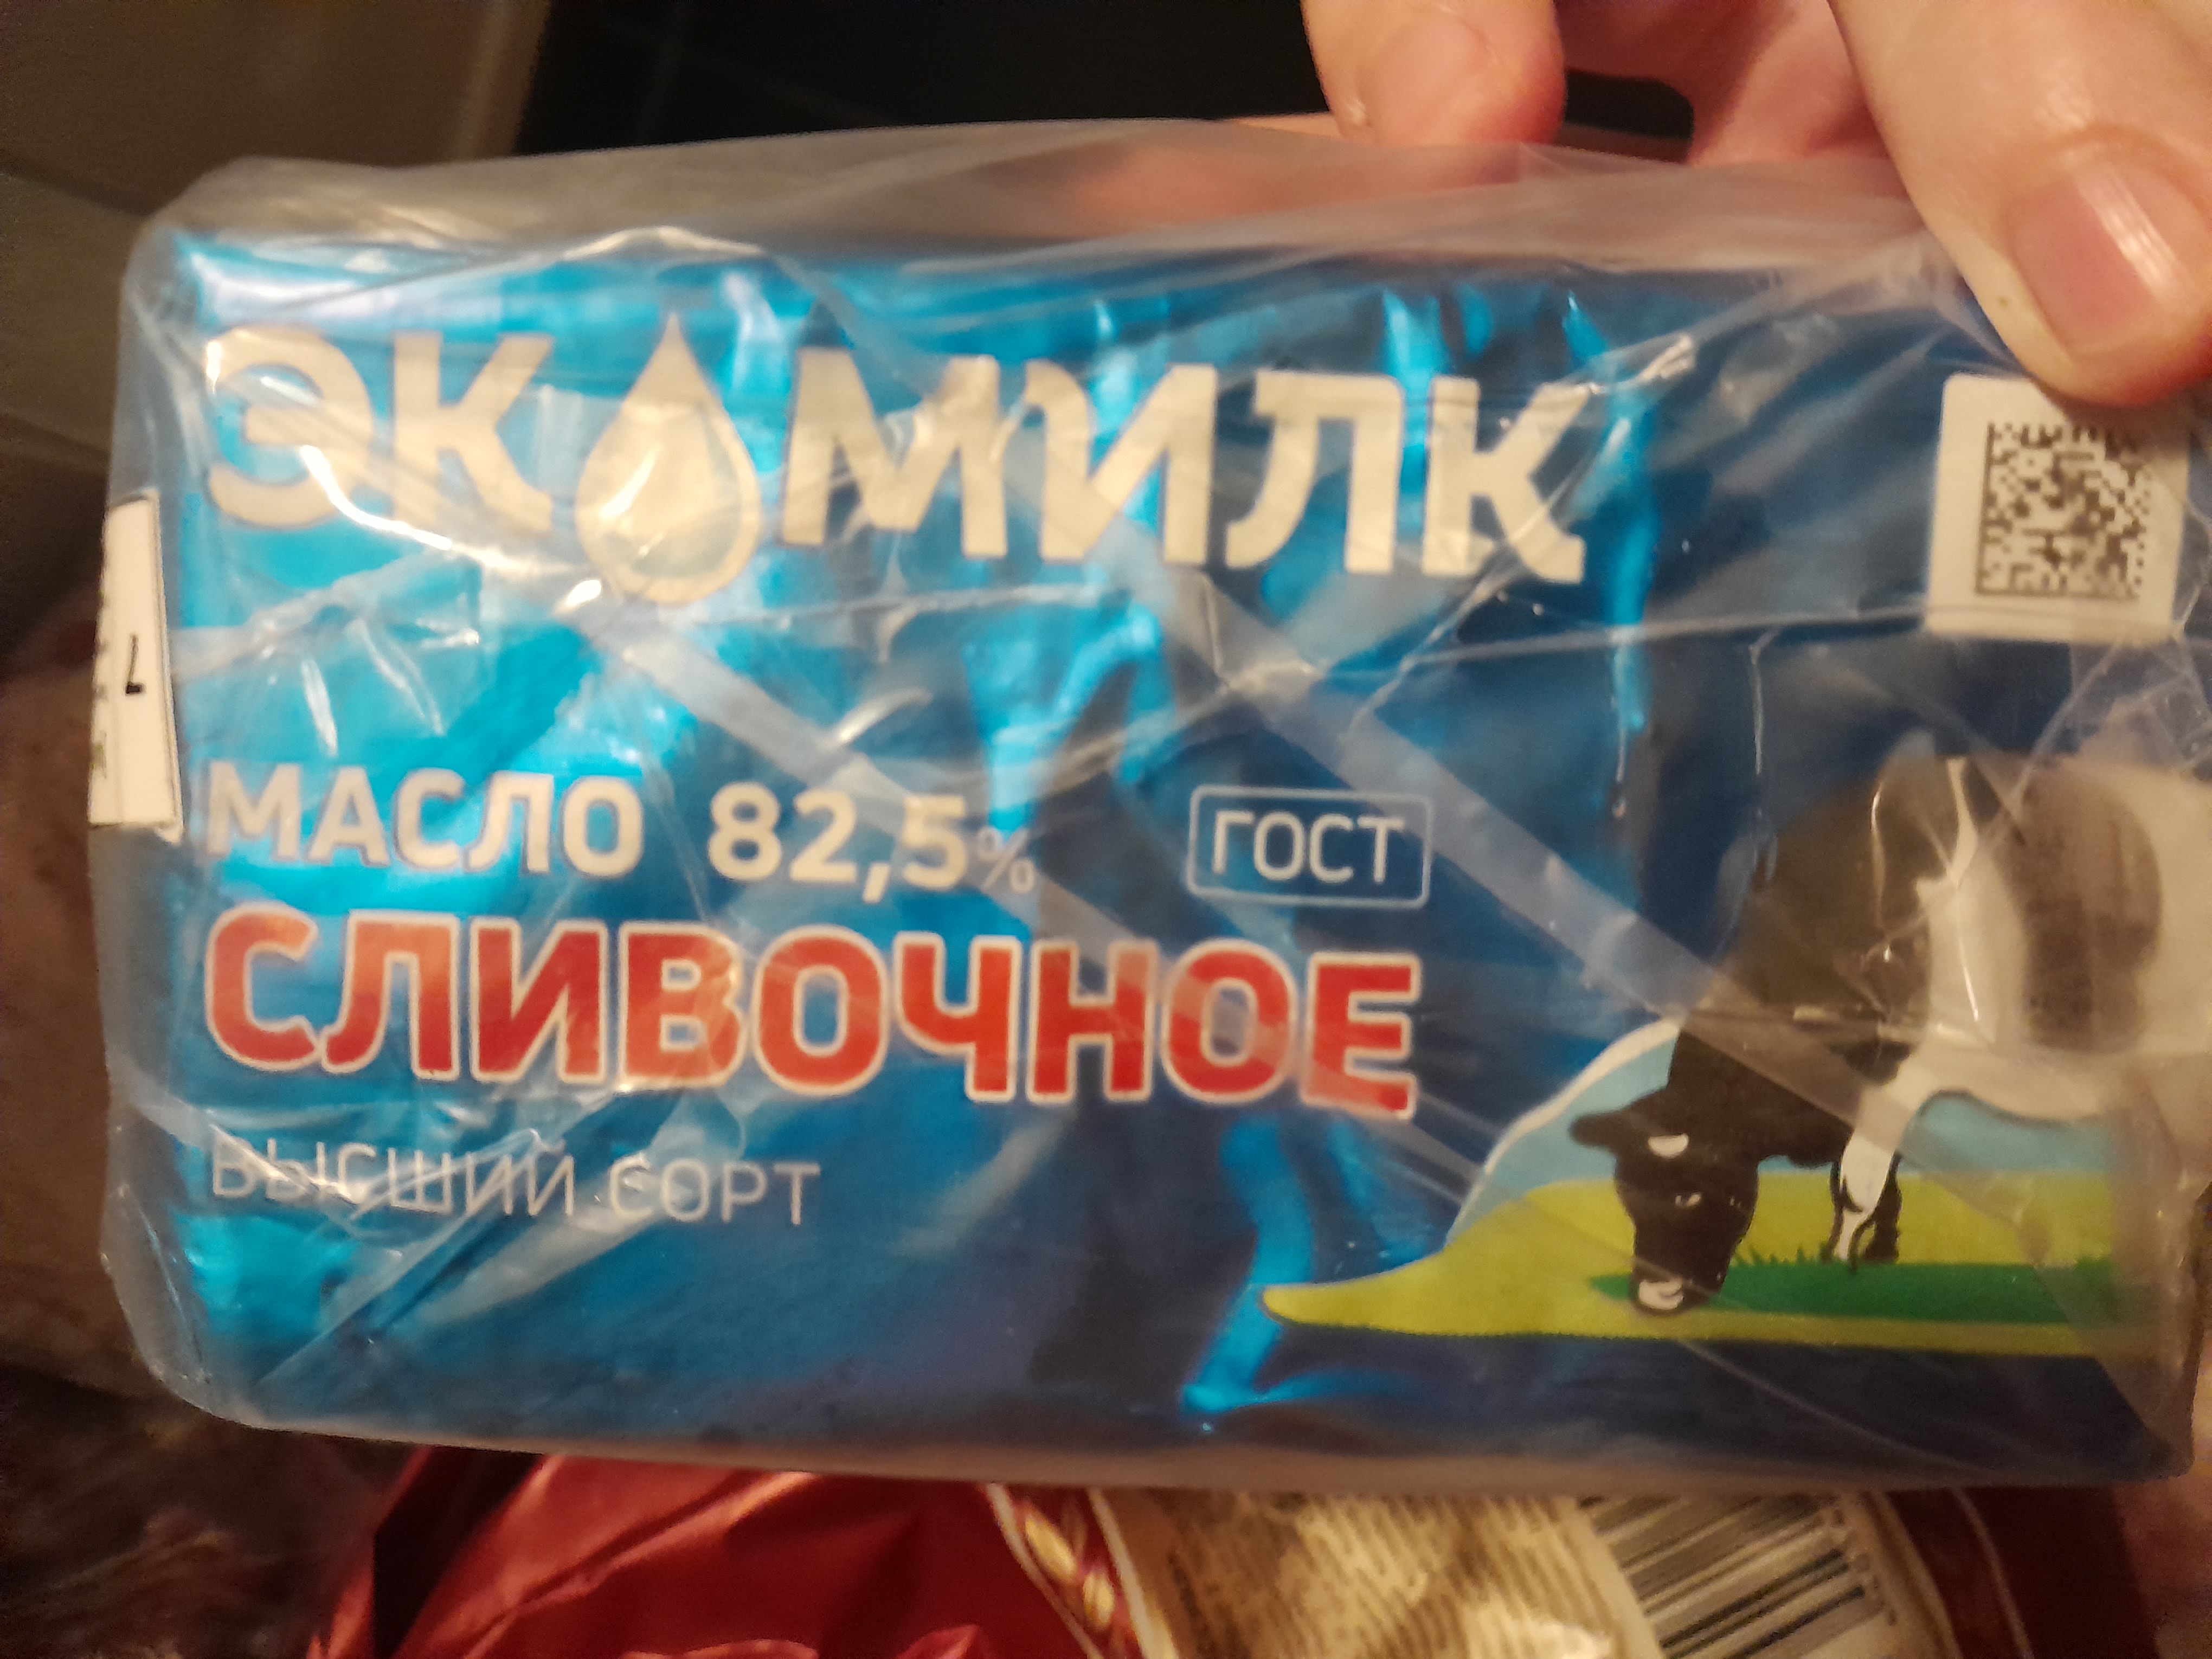 ЭКОМИЛК
МАСЛО 82,5%
ГОСТ
СЛИВОЧНОЕ
ВЫСШИЙ СОРТ